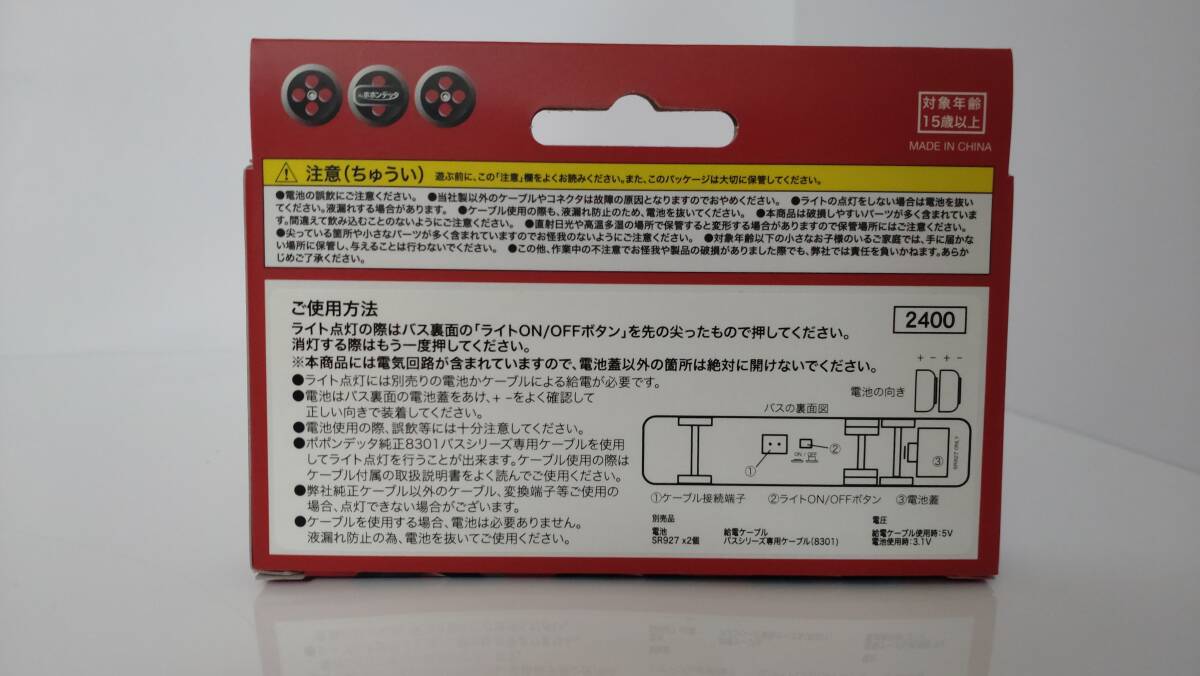 ポポンデッタ
対象年齢
15歳以上
MADE IN CHINA
注意(ちゅうい) 遊ぶ前に、この「注意」欄をよくお読みください。また、このパッケージは大切に保管してください。
●電池の誤飲にご注意ください。 ●当社製以外のケーブルやコネクタは故障の原因となりますのでおやめください。 ●ライトの点灯をしない場合は電池を抜い
てください。液漏れする場合があります。 ●ケーブル使用の際も、液漏れ防止のため、電池を抜いてください。 ●本商品は破損しやすいパーツが多く含まれていま
す。間違えて飲み込むことのないようにご注意ください。 ●直射日光や高温多湿の場所で保管すると変形する場合がありますので保管場所にはご注意ください。
●尖っている箇所や小さなパーツが多く含まれていますのでお怪我のないようにご注意ください。 ●対象年齢以下の小さなお子様のいるご家庭では、手に届かな
い場所に保管し、与えることは行わないでください。 ●この他、作業中の不注意でお怪我や製品の破損がありました際でも、弊社では責任を負いかねます。あらか
じめご了承ください。
ご使用方法
2400
ライト点灯の際はバス裏面の「ライトON/OFFボタン」を先の尖ったもので押してください。
消灯する際はもう一度押してください。
※本商品には電気回路が含まれていますので、電池蓋以外の箇所は絶対に開けないでください。
●ライト点灯には別売りの電池かケーブルによる給電が必要です。
●電池はバス裏面の電池蓋をあけ、+ -をよく確認して
正しい向きで装着してください。
●電池使用の際、誤飲等には十分注意してください。
●ポポンデッタ純正8301バスシリーズ専用ケーブルを使用
してライト点灯を行うことが出来ます。ケーブル使用の際は
ケーブル付属の取扱説明書をよく読んでご使用ください。
●弊社純正ケーブル以外のケーブル、変換端子等ご使用の
場合、点灯できない場合がございます。
●ケーブルを使用する場合、電池は必要ありません。
液漏れ防止の為、電池を抜いてご使用ください。
+ - + -
電池の向き
バスの裏面図
ON / OFF
①
②
③
SR927 ONLY
①ケーブル接続端子 ②ライトON/OFFボタン ③電池蓋
別売品
電池
SR927 x2個
給電ケーブル
バスシリーズ専用ケーブル(8301)
電圧
給電ケーブル使用時:5V
電池使用時:3.1V